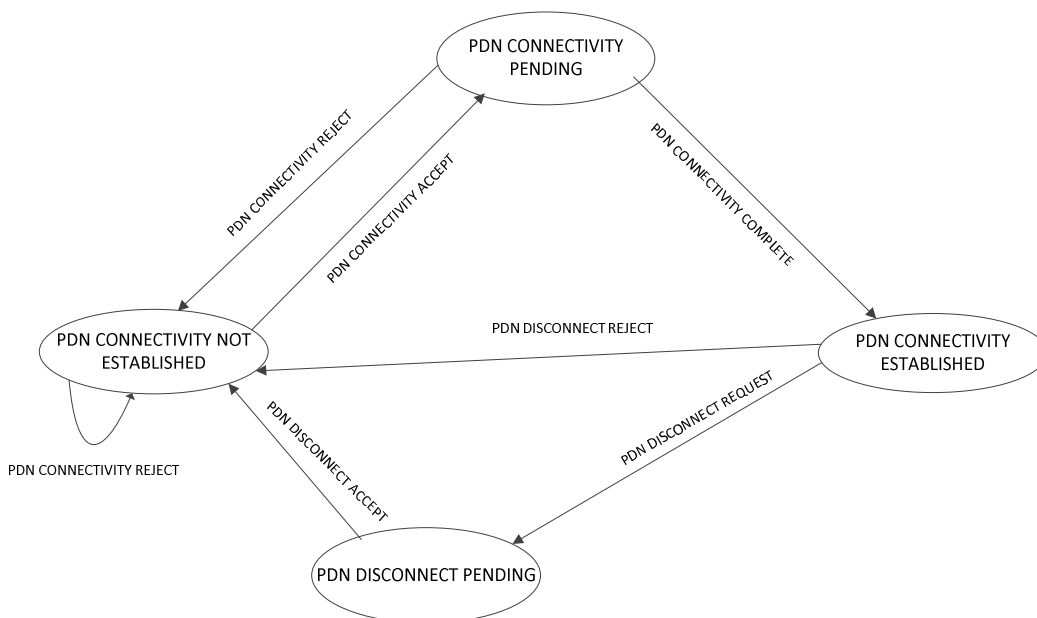 PDN CONNECTIVITY
PENDING
PDN CONNECTIVITY REJECT
PDN CONNECTIVITY ACCEPT
PDN CONNECTIVITY COMPLETE
PDN CONNECTIVITY NOT
ESTABLISHED
PDN DISCONNECT REJECT
PDN CONNECTIVITY
ESTABLISHED
PDN DISCONNECT REQUEST
PDN DISCONNECT ACCEPT
PDN CONNECTIVITY REJECT
PDN DISCONNECT PENDING